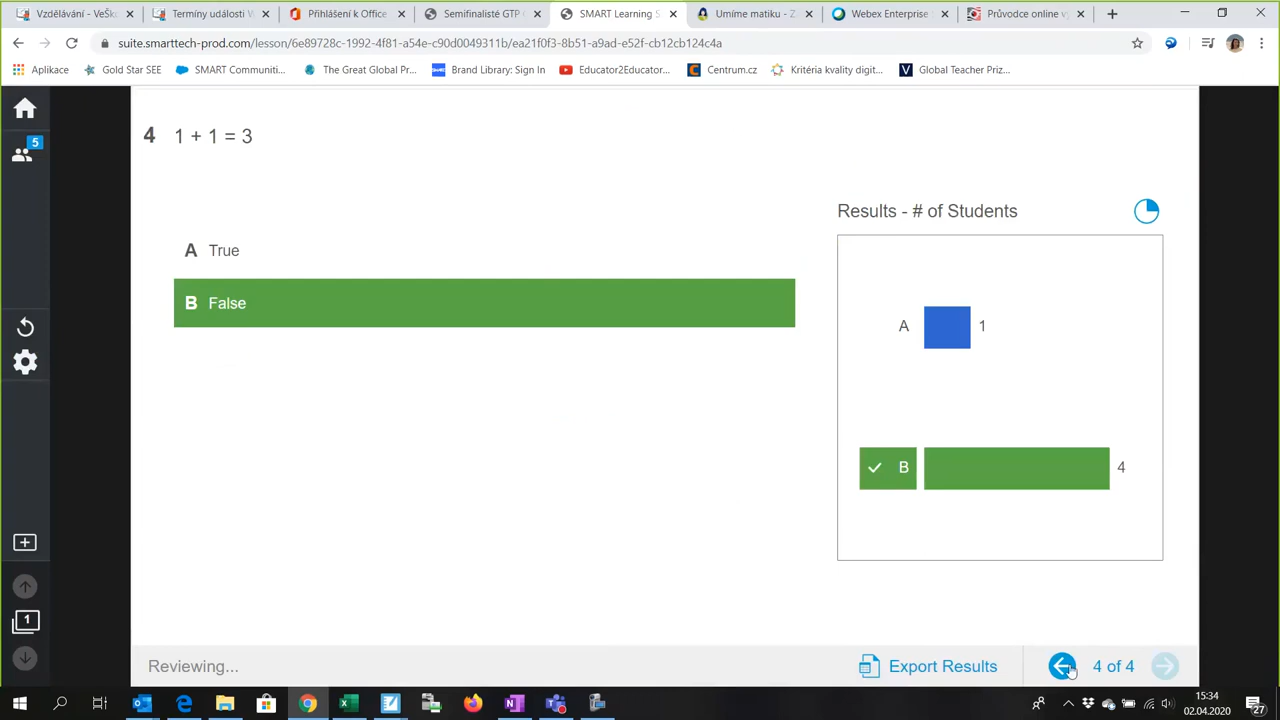 Vzdělávání - VeŠk
Termíny události V
Přihlášení k Office
Semifinalisté GTP
SMART Learning S
Umíme matiku - Z
Webex Enterprise
Průvodce online v
suite.smarttech-prod.com/lesson/6e89728c-1992-4f81-a54e-c90d0049311b/ea21f0f3-8b51-a9ad-e52f-cb12cb124c4a
Aplikace
Gold Star SEE
SMART Communiti...
The Great Global Pr...
Brand Library: Sign In
Educator2Educator...
Centrum.cz
Kritéria kvality digit...
Global Teacher Priz...
5
4 1 + 1 = 3
Results - # of Students
A True
B False
A 1
B 4
1
Reviewing...
Export Results
4 of 4
15:34
02.04.2020
27